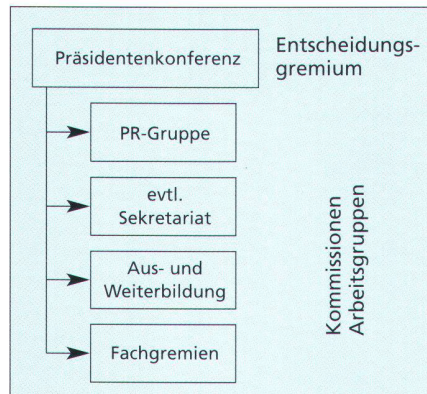 Präsidentenkonferenz
Entscheidungs-
gremium
PR-Gruppe
evtl.
Sekretariat
Aus- und
Weiterbildung
Fachgremien
Kommissionen
Arbeitsgruppen